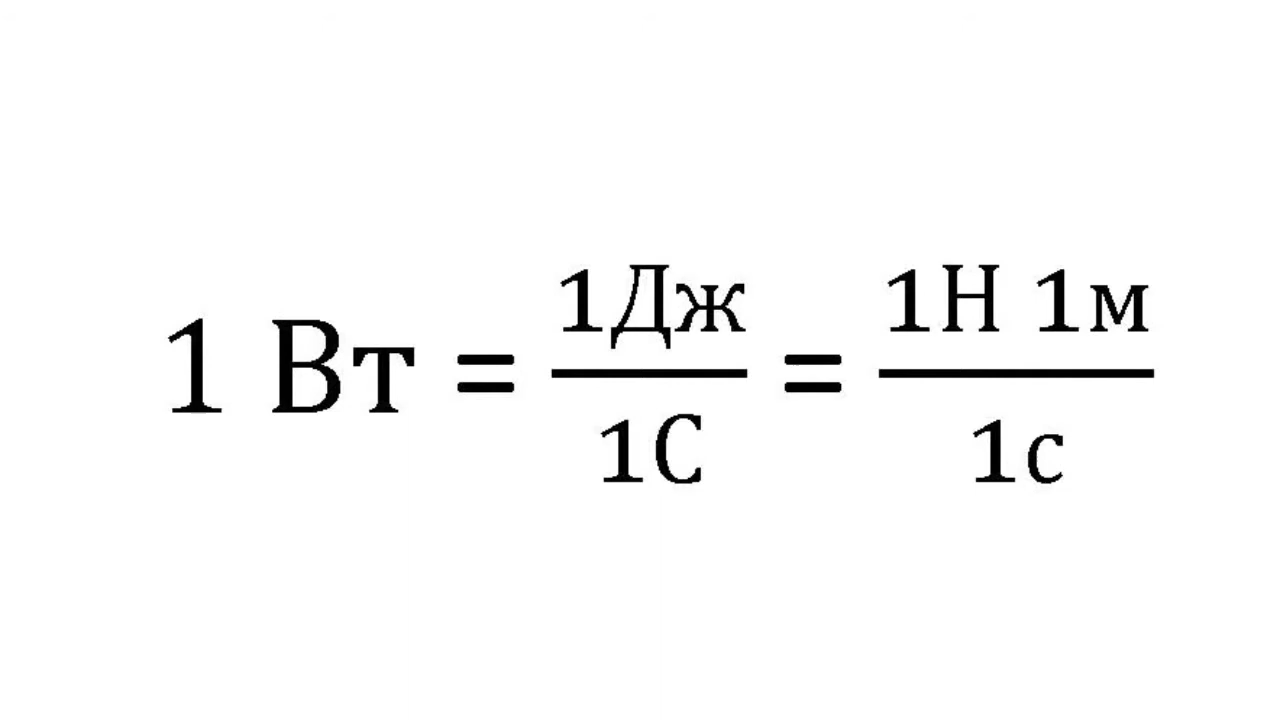 1 Вт = 1Дж/1С = 1Н 1м/1с